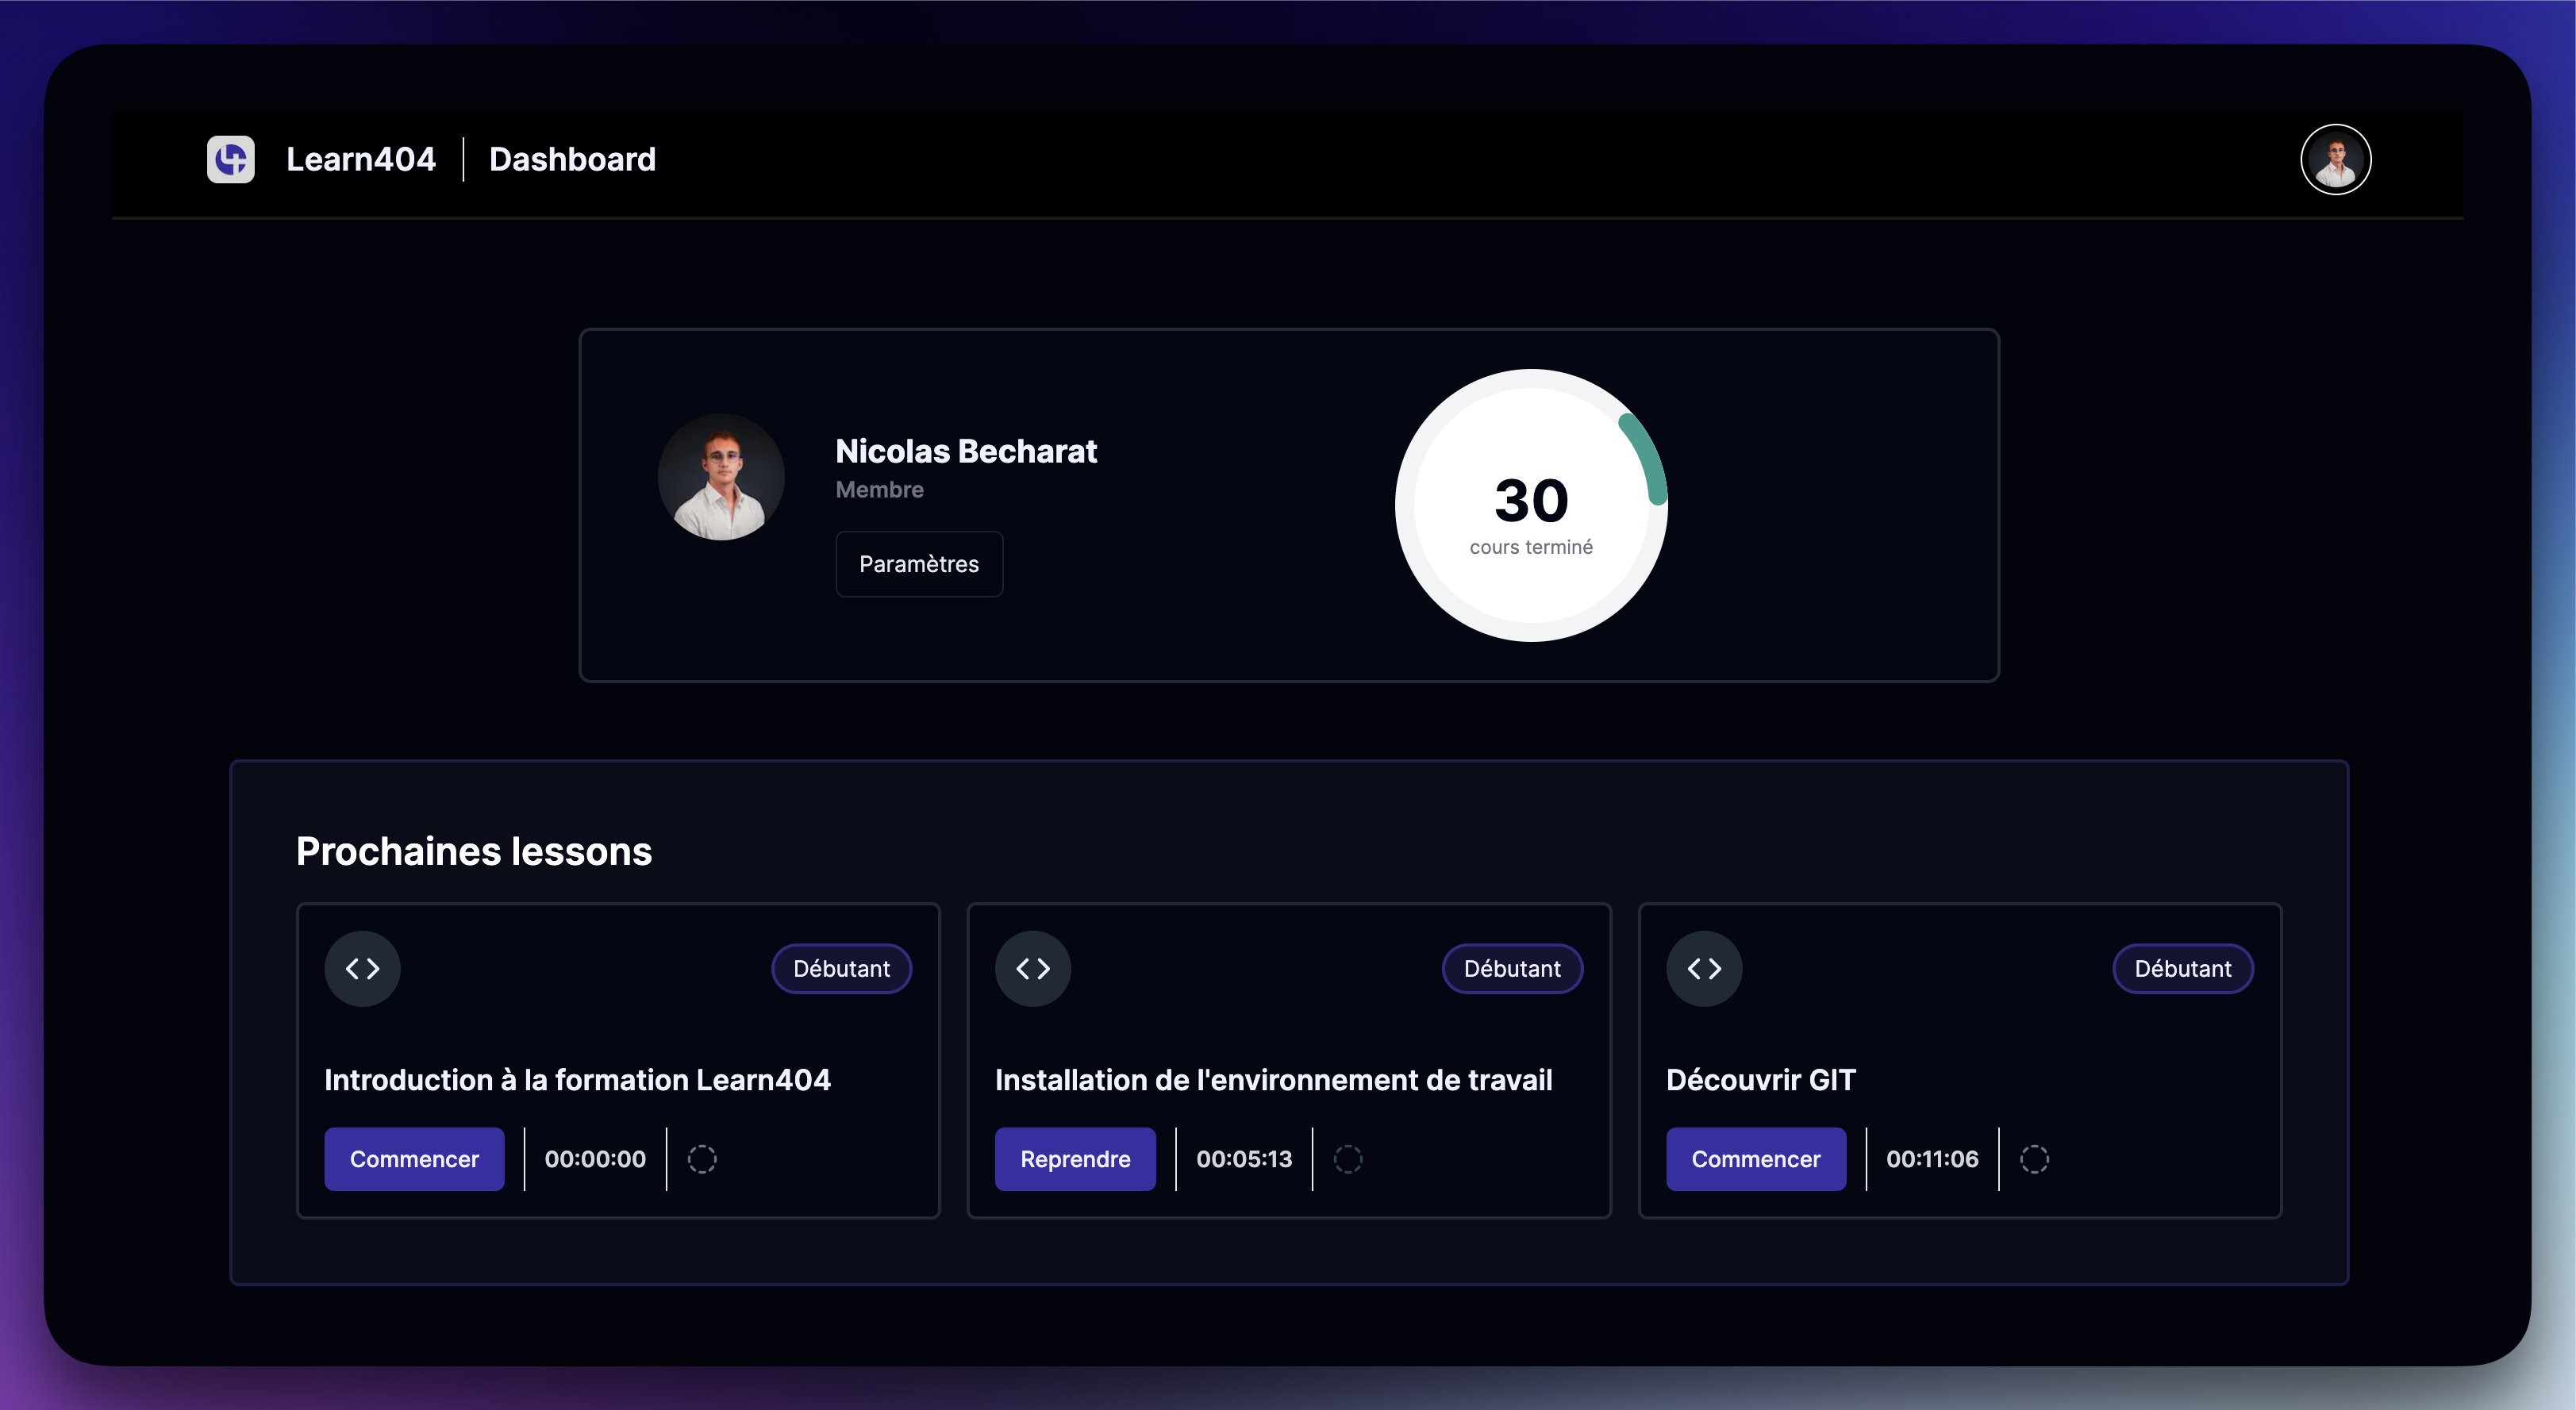 Learn404 | Dashboard
Nicolas Becharat
Membre
Paramètres
30
cours terminé
Prochaines lessons
Débutant
Introduction à la formation Learn404
Commencer 00:00:00
Débutant
Installation de l'environnement de travail
Reprendre 00:05:13
Débutant
Découvrir GIT
Commencer 00:11:06